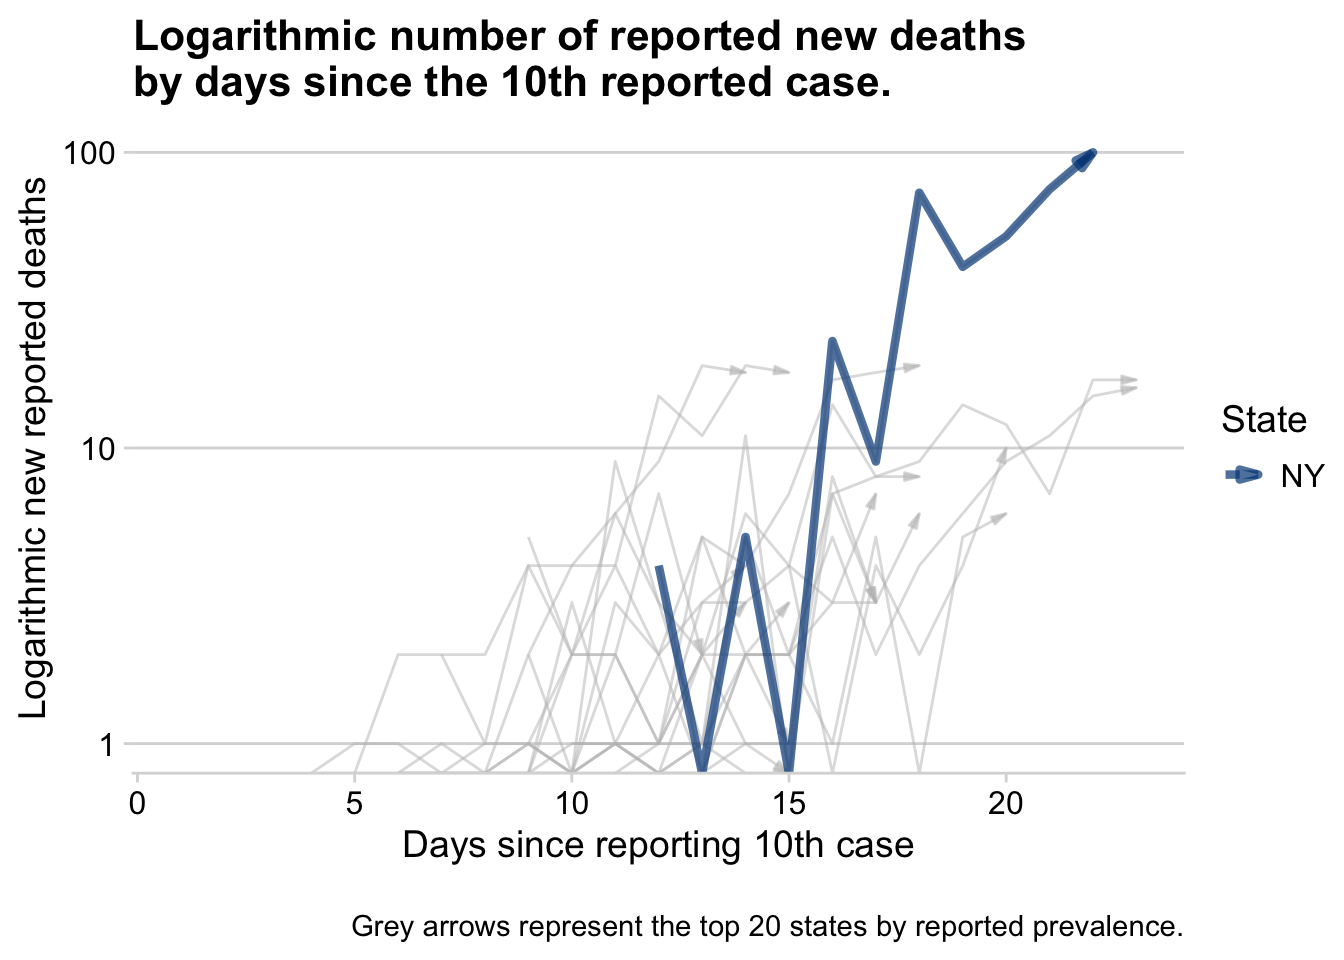 Logarithmic number of reported new deaths
by days since the 10th reported case.
Logarithmic new reported deaths
100
10
1
0 5 10 15 20
Days since reporting 10th case
State
NY
Grey arrows represent the top 20 states by reported prevalence.